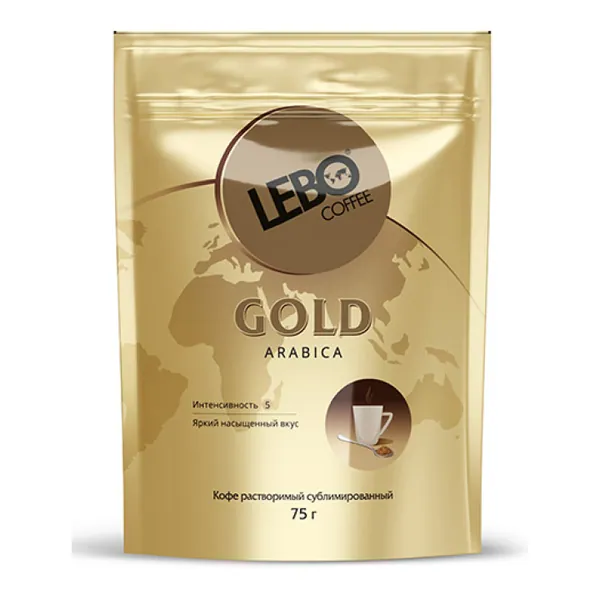 LEBO®
COFFEE
GOLD
ARABICA
Интенсивность 5
Яркий насыщенный вкус
Кофе растворимый сублимированный
75 г